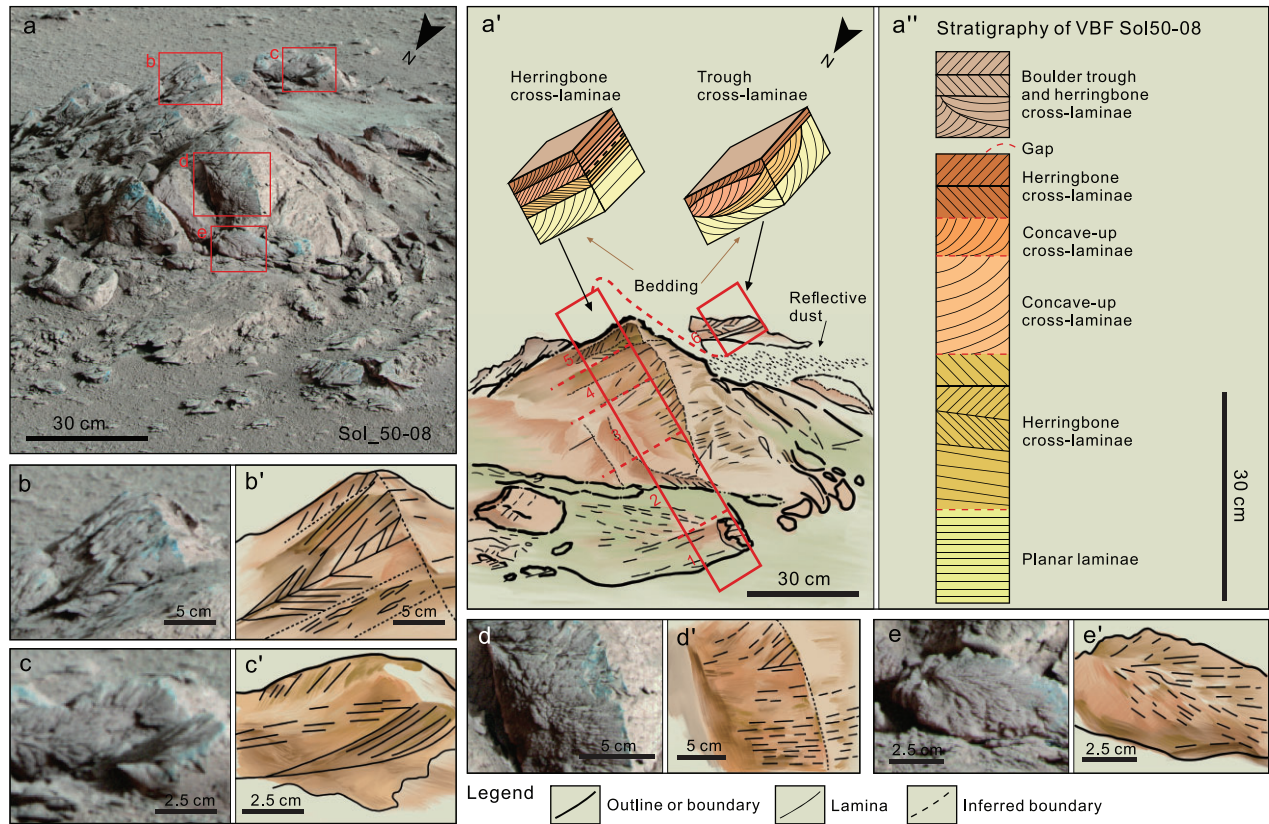 a
N
b
c
d
e
30 cm
Sol_50-08
a'
N
Herringbone
cross-laminae
Trough
cross-laminae
Bedding
Reflective
dust
6
5
4
3
2
1
30 cm
a''
Stratigraphy of VBF Sol50-08
Boulder trough
and herringbone
cross-laminae
Gap
Herringbone
cross-laminae
Concave-up
cross-laminae
Concave-up
cross-laminae
Herringbone
cross-laminae
Planar laminae
30 cm
b
5 cm
b'
5 cm
c
2.5 cm
c'
2.5 cm
d
5 cm
d'
5 cm
e
2.5 cm
e'
2.5 cm
Legend
Outline or boundary
Lamina
Inferred boundary